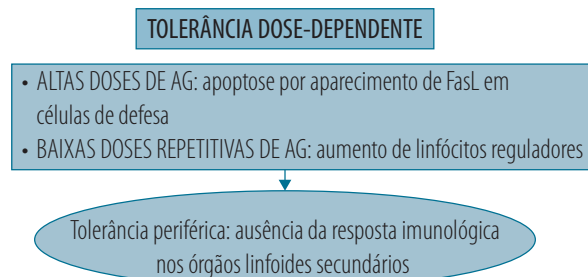 TOLERÂNCIA DOSE-DEPENDENTE
• ALTAS DOSES DE AG: apoptose por aparecimento de FasL em
células de defesa
• BAIXAS DOSES REPETITIVAS DE AG: aumento de linfócitos reguladores
Tolerância periférica: ausência da resposta imunológica
nos órgãos linfoides secundários